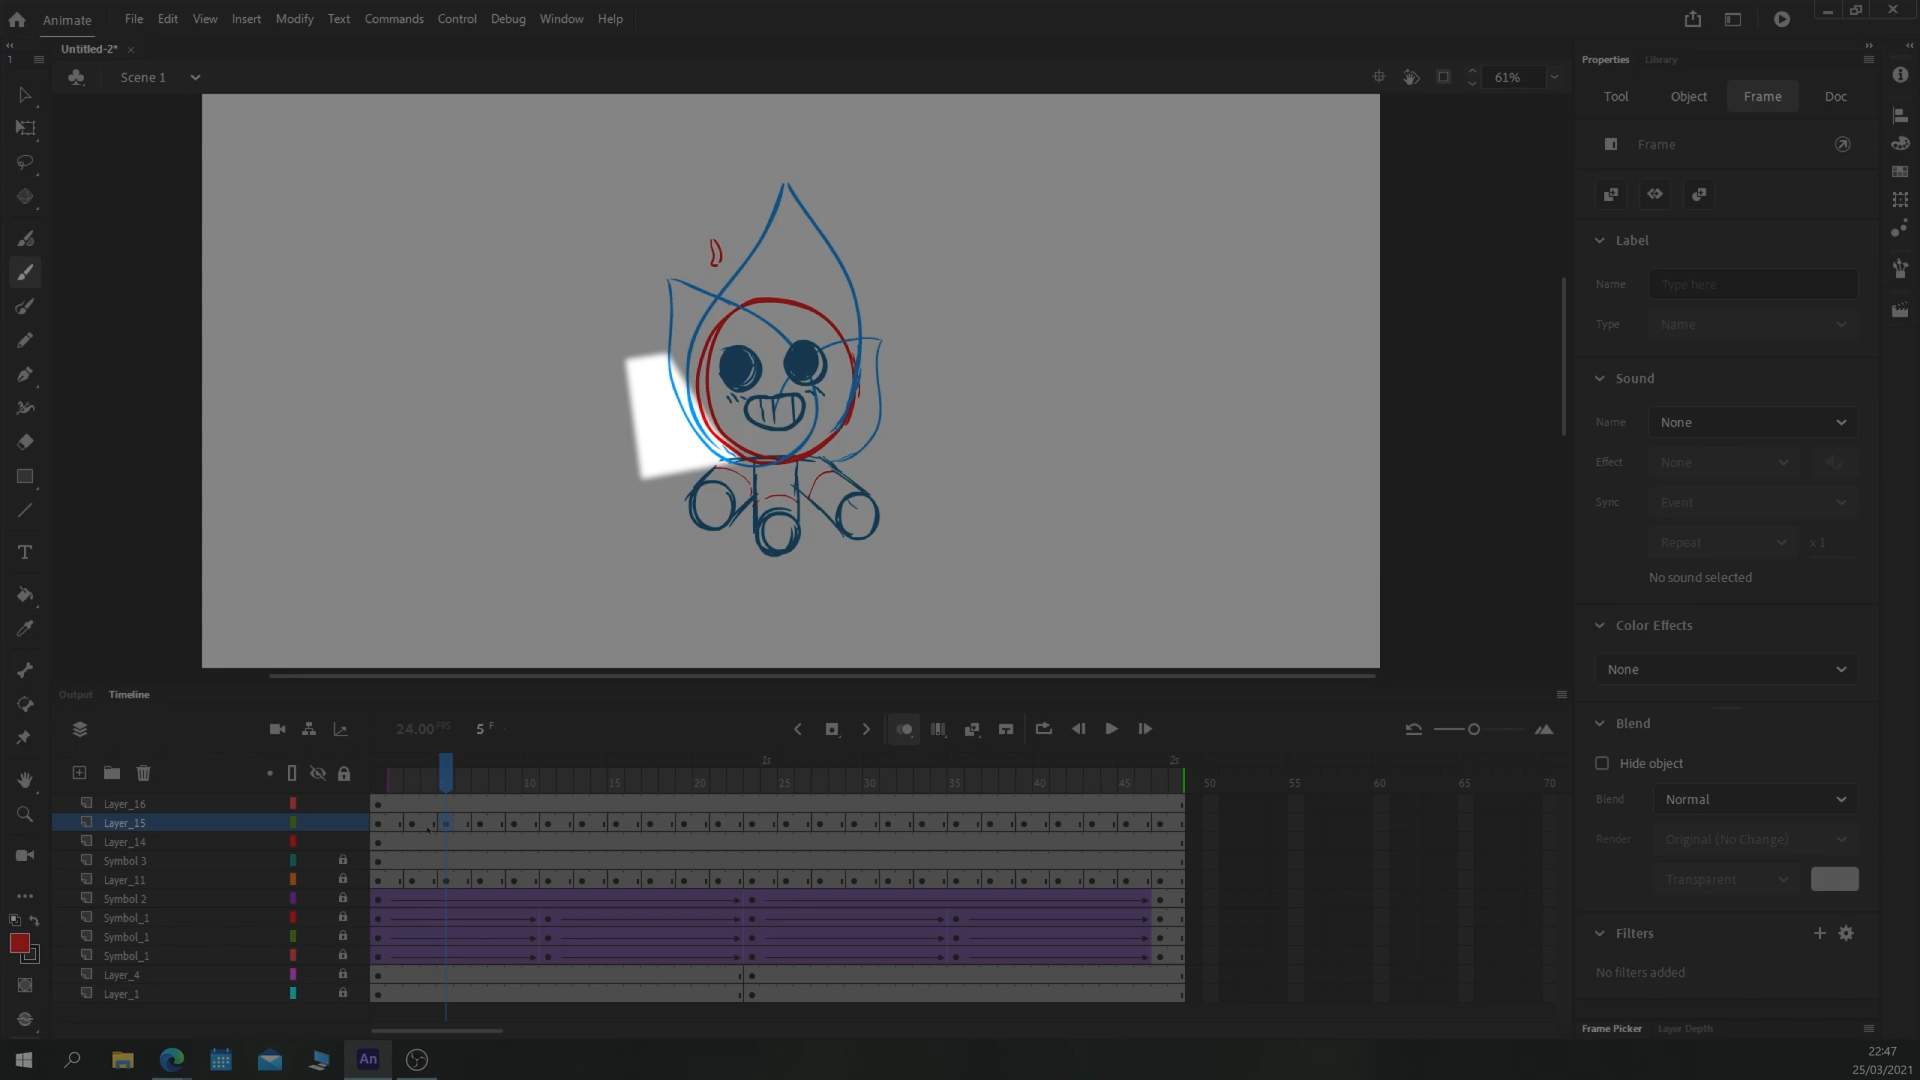 Animate File Edit View Insert Modify Text Commands Control Debug Window Help
Untitled-2*
Properties Library
1
Scene 1 61%
Tool Object Frame Doc
Frame
Label
Name Type here
Type Name
Sound
Name None
Effect None
Sync Event
Repeat x 1
No sound selected
Color Effects
None
Blend
Hide object
Blend Normal
Render Original (No Change)
Transparent
Filters
No filters added
Frame Picker Layer Depth
T
Output Timeline
24.00 FPS 5 F
1s 2s
10 15 20 25 30 35 40 45 50 55 60 65 70
Layer_16
Layer_15
Layer_14
Symbol 3
Layer_11
Symbol 2
Symbol_1
Symbol_1
Symbol_1
Layer_4
Layer_1
An
22:47
25/03/2021